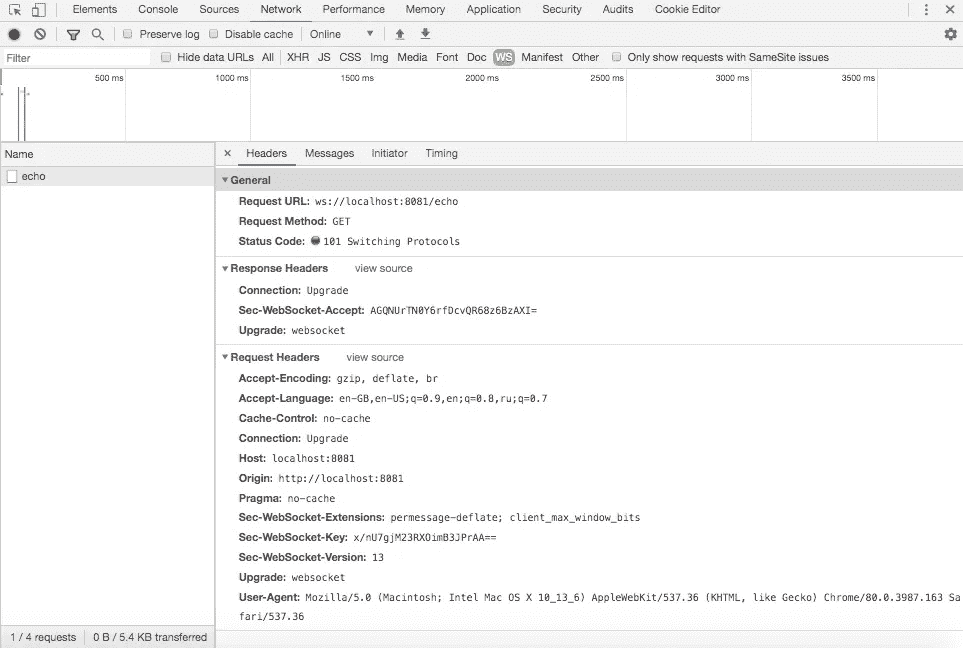 Elements Console Sources Network Performance Memory Application Security Audits Cookie Editor
Preserve log Disable cache Online
Filter Hide data URLs All XHR JS CSS Img Media Font Doc WS Manifest Other Only show requests with SameSite issues
500 ms 1000 ms 1500 ms 2000 ms 2500 ms 3000 ms 3500 ms
Name
echo
Headers Messages Initiator Timing
General
Request URL: ws://localhost:8081/echo
Request Method: GET
Status Code: 101 Switching Protocols
Response Headers view source
Connection: Upgrade
Sec-WebSocket-Accept: AGQNUrTN0Y6rfDcvQR68z6BzAXI=
Upgrade: websocket
Request Headers view source
Accept-Encoding: gzip, deflate, br
Accept-Language: en-GB,en-US;q=0.9,en;q=0.8,ru;q=0.7
Cache-Control: no-cache
Connection: Upgrade
Host: localhost:8081
Origin: http://localhost:8081
Pragma: no-cache
Sec-WebSocket-Extensions: permessage-deflate; client_max_window_bits
Sec-WebSocket-Key: x/nU7gjM23RXOimB3JPrAA==
Sec-WebSocket-Version: 13
Upgrade: websocket
User-Agent: Mozilla/5.0 (Macintosh; Intel Mac OS X 10_13_6) AppleWebKit/537.36 (KHTML, like Gecko) Chrome/80.0.3987.163 Sa
fari/537.36
1 / 4 requests 0 B / 5.4 KB transferred